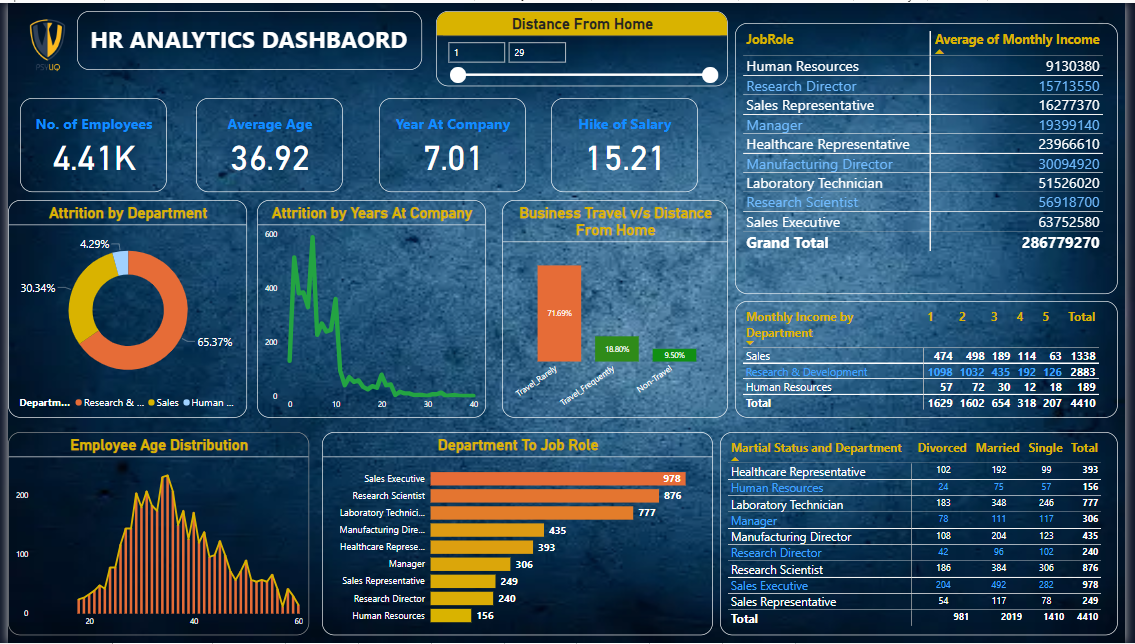 PSYLIQ
HR ANALYTICS DASHBAORD
Distance From Home
1 29
No. of Employees
4.41K
Average Age
36.92
Year At Company
7.01
Hike of Salary
15.21
JobRole Average of Monthly Income
Human Resources 9130380
Research Director 15713550
Sales Representative 16277370
Manager 19399140
Healthcare Representative 23966610
Manufacturing Director 30094920
Laboratory Technician 51526020
Research Scientist 56918700
Sales Executive 63752580
Grand Total 286779270
Attrition by Department
4.29%
30.34%
65.37%
Departm... Research & ... Sales Human ...
Attrition by Years At Company
600
400
200
0
0 10 20 30 40
Business Travel v/s Distance
From Home
71.69%
18.80%
9.50%
Travel_Rarely
Travel_Frequently
Non-Travel
Monthly Income by
Department
1 2 3 4 5 Total
Sales 474 498 189 114 63 1338
Research & Development 1098 1032 435 192 126 2883
Human Resources 57 72 30 12 18 189
Total 1629 1602 654 318 207 4410
Employee Age Distribution
200
100
0
20 40 60
Department To Job Role
Sales Executive 978
Research Scientist 876
Laboratory Technici... 777
Manufacturing Dire... 435
Healthcare Represe... 393
Manager 306
Sales Representative 249
Research Director 240
Human Resources 156
Martial Status and Department Divorced Married Single Total
Healthcare Representative 102 192 99 393
Human Resources 24 75 57 156
Laboratory Technician 183 348 246 777
Manager 78 111 117 306
Manufacturing Director 108 204 123 435
Research Director 42 96 102 240
Research Scientist 186 384 306 876
Sales Executive 204 492 282 978
Sales Representative 54 117 78 249
Total 981 2019 1410 4410